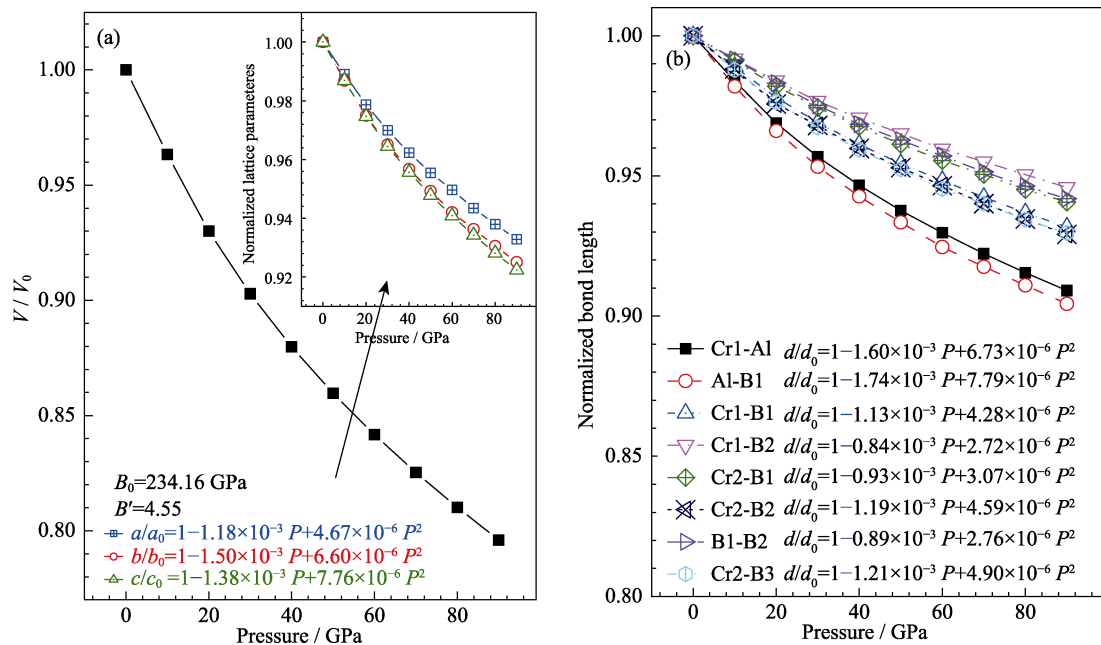 (a)
V / V₀
1.00
0.95
0.90
0.85
0.80
0
20
40
60
80
Pressure / GPa
Normalized lattice parameteres
1.00
0.98
0.96
0.94
0.92
0
20
40
60
80
Pressure / GPa
B₀=234.16 GPa
B′=4.55
a/a₀=1−1.18×10⁻³ P+4.67×10⁻⁶ P²
b/b₀=1−1.50×10⁻³ P+6.60×10⁻⁶ P²
c/c₀ =1−1.38×10⁻³ P+7.76×10⁻⁶ P²
(b)
Normalized bond length
1.00
0.95
0.90
0.85
0.80
0
20
40
60
80
Pressure / GPa
Cr1-Al d/d₀=1−1.60×10⁻³ P+6.73×10⁻⁶ P²
Al-B1 d/d₀=1−1.74×10⁻³ P+7.79×10⁻⁶ P²
Cr1-B1 d/d₀=1−1.13×10⁻³ P+4.28×10⁻⁶ P²
Cr1-B2 d/d₀=1−0.84×10⁻³ P+2.72×10⁻⁶ P²
Cr2-B1 d/d₀=1−0.93×10⁻³ P+3.07×10⁻⁶ P²
Cr2-B2 d/d₀=1−1.19×10⁻³ P+4.59×10⁻⁶ P²
B1-B2 d/d₀=1−0.89×10⁻³ P+2.76×10⁻⁶ P²
Cr2-B3 d/d₀=1−1.21×10⁻³ P+4.90×10⁻⁶ P²